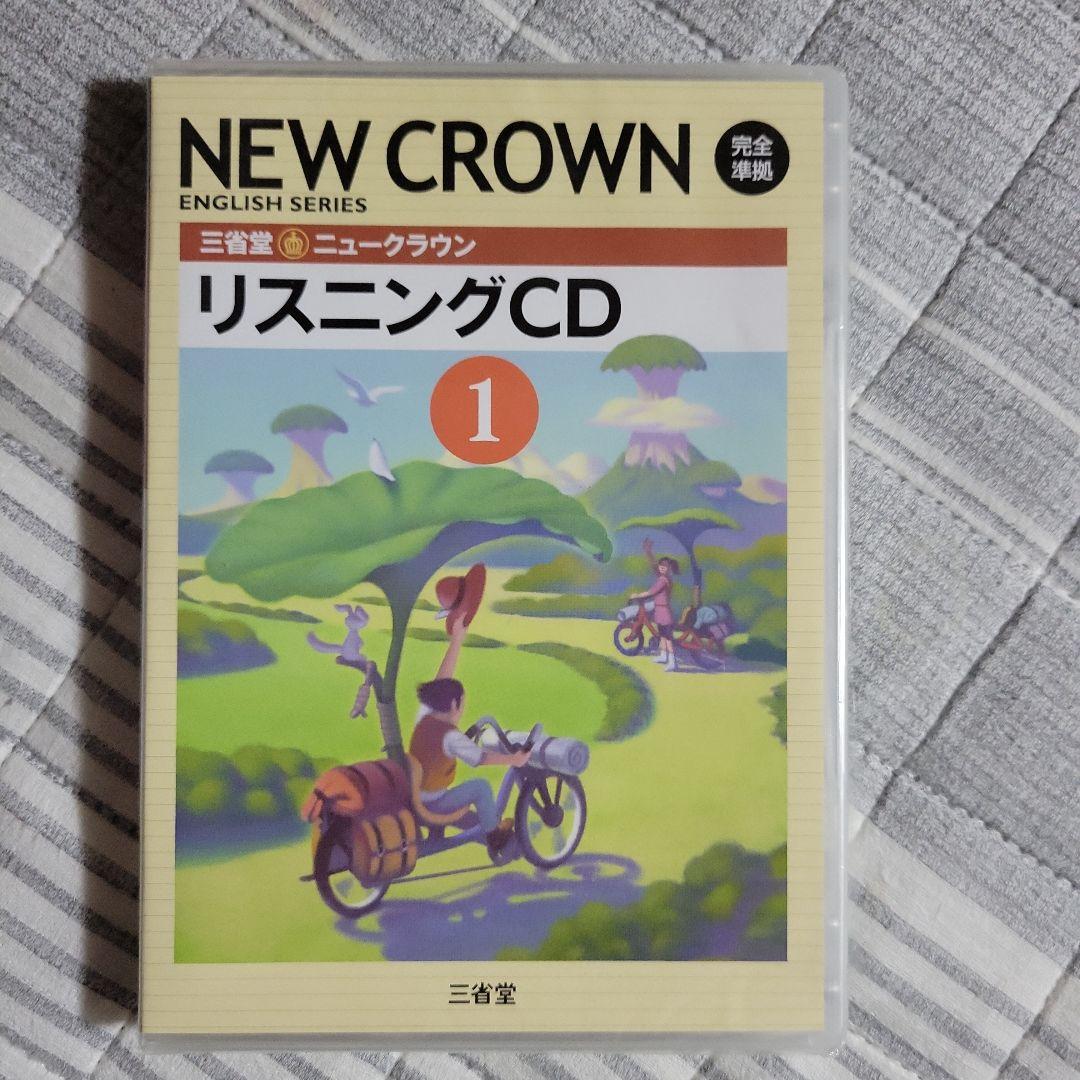 NEW CROWN
完全
準拠
ENGLISH SERIES
三省堂 ニュークラウン
リスニングCD
1
三省堂